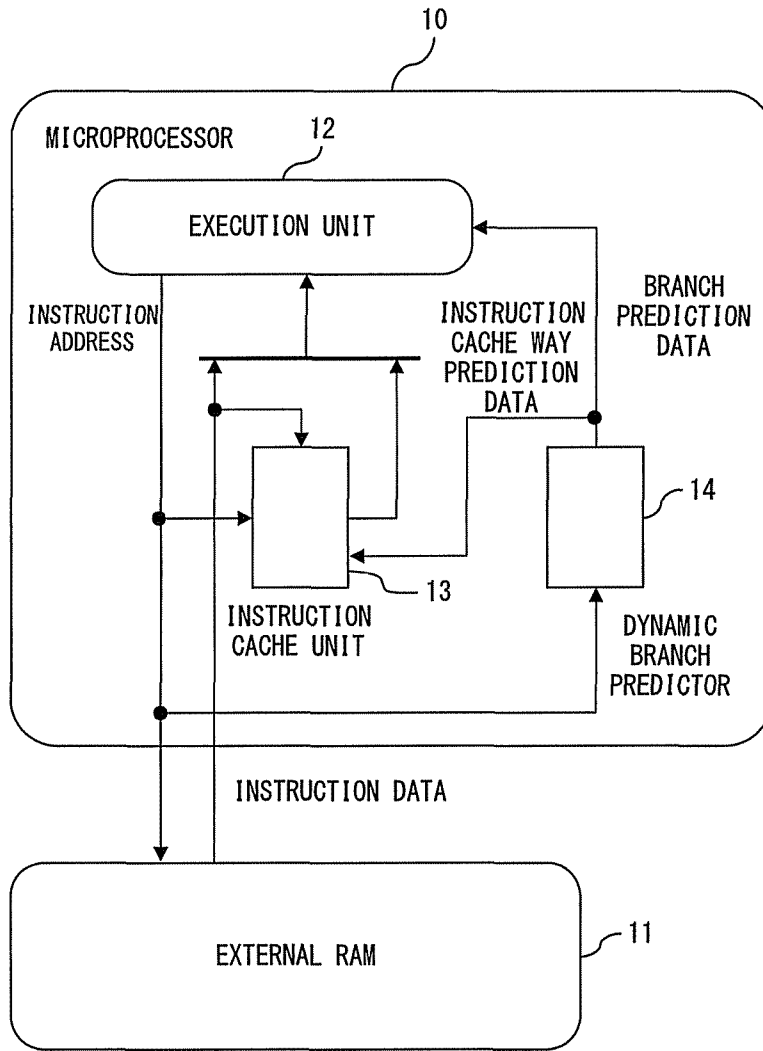 10
MICROPROCESSOR
12
EXECUTION UNIT
INSTRUCTION
ADDRESS
INSTRUCTION
CACHE WAY
PREDICTION
DATA
BRANCH
PREDICTION
DATA
14
13
INSTRUCTION
CACHE UNIT
DYNAMIC
BRANCH
PREDICTOR
INSTRUCTION DATA
EXTERNAL RAM
11